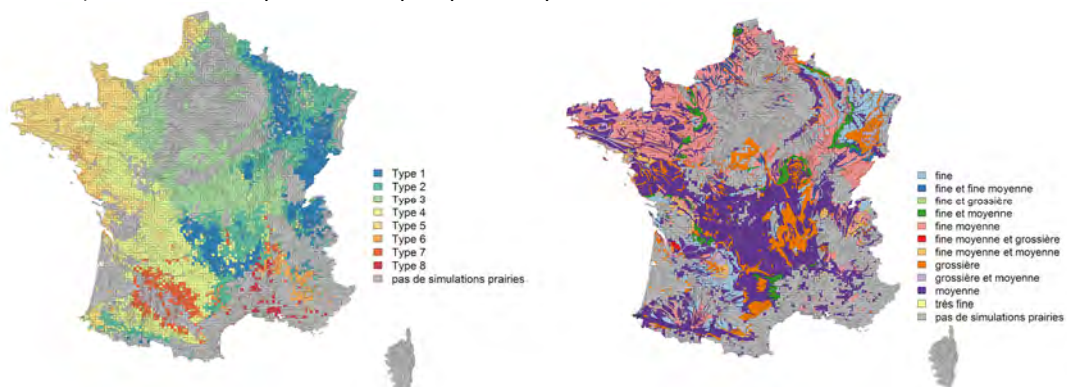 Type 1
Type 2
Type 3
Type 4
Type 5
Type 6
Type 7
Type 8
pas de simulations prairies
fine
fine et fine moyenne
fine et grossière
fine et moyenne
fine moyenne
fine moyenne et grossière
fine moyenne et moyenne
grossière
grossière et moyenne
moyenne
très fine
pas de simulations prairies